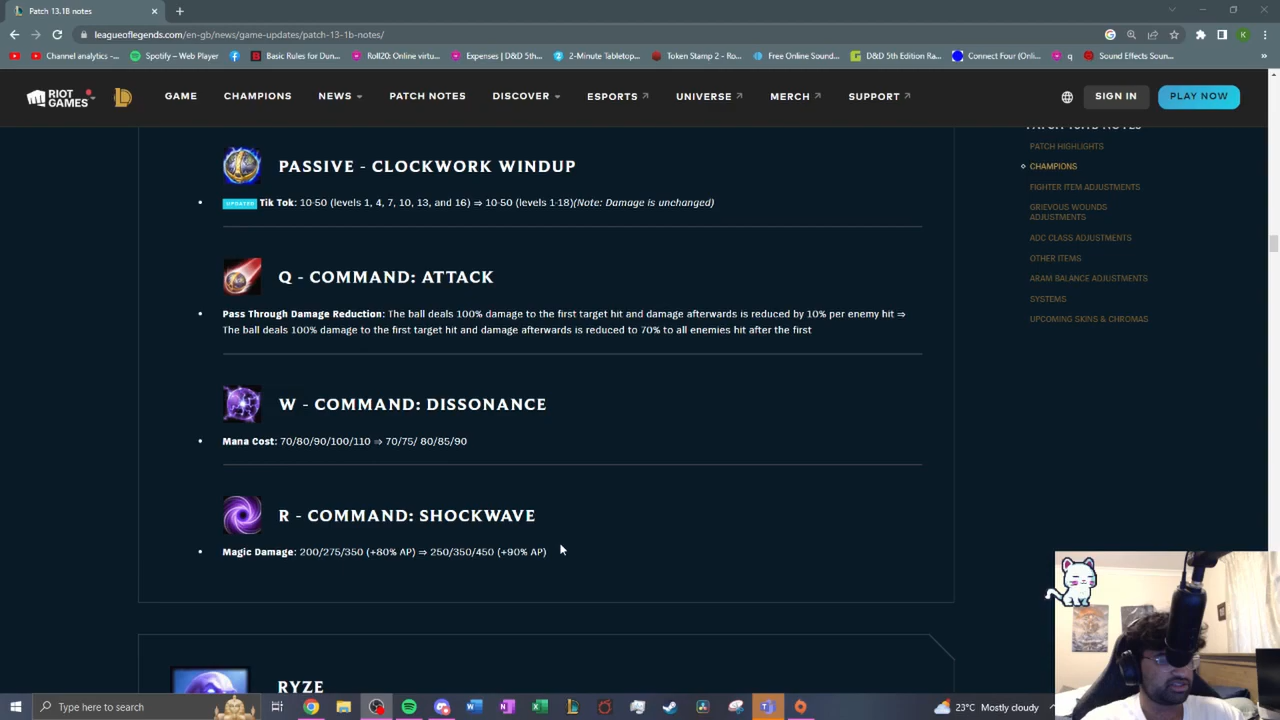 Patch 13.1B notes
leagueoflegends.com/en-gb/news/game-updates/patch-13-1b-notes/
Channel analytics -...
Spotify – Web Player
Basic Rules for Dun...
Roll20: Online virtu...
Expenses | D&D 5th...
2-Minute Tabletop...
Token Stamp 2 - R...
Free Online Sound...
D&D 5th Edition Ra...
Connect Four (Onli...
q
Sound Effects Soun...
RIOT GAMES
GAME
CHAMPIONS
NEWS
PATCH NOTES
DISCOVER
ESPORTS
UNIVERSE
MERCH
SUPPORT
SIGN IN
PLAY NOW
PATCH 13.1B NOTES
PATCH HIGHLIGHTS
CHAMPIONS
FIGHTER ITEM ADJUSTMENTS
GRIEVOUS WOUNDS
ADJUSTMENTS
ADC CLASS ADJUSTMENTS
OTHER ITEMS
ARAM BALANCE ADJUSTMENTS
SYSTEMS
UPCOMING SKINS & CHROMAS
PASSIVE - CLOCKWORK WINDUP
UPDATED Tik Tok: 10-50 (levels 1, 4, 7, 10, 13, and 16) ⇒ 10-50 (levels 1-18)(Note: Damage is unchanged)
Q - COMMAND: ATTACK
Pass Through Damage Reduction: The ball deals 100% damage to the first target hit and damage afterwards is reduced by 10% per enemy hit ⇒
The ball deals 100% damage to the first target hit and damage afterwards is reduced to 70% to all enemies hit after the first
W - COMMAND: DISSONANCE
Mana Cost: 70/80/90/100/110 ⇒ 70/75/ 80/85/90
R - COMMAND: SHOCKWAVE
Magic Damage: 200/275/350 (+80% AP) ⇒ 250/350/450 (+90% AP)
RYZE
Type here to search
23°C Mostly cloudy